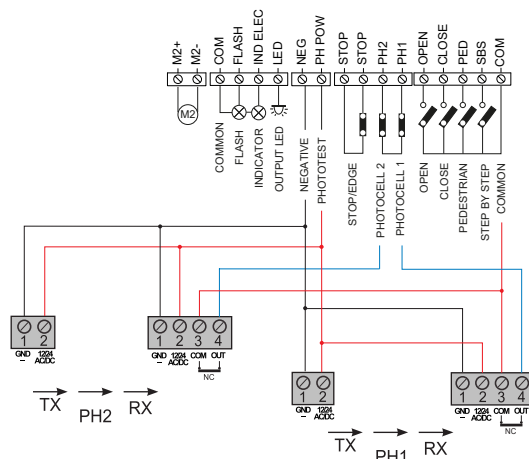 M2+ M2- COM FLASH IND ELEC LED NEG PH POW STOP STOP PH2 PH1 OPEN CLOSE PED SBS COM
M2
COMMON FLASH INDICATOR OUTPUT LED NEGATIVE PHOTOTEST STOP/EDGE PHOTOCELL 2 PHOTOCELL 1 OPEN CLOSE PEDESTRIAN STEP BY STEP COMMON
1 2
GND – 12/24 AC/DC
1 2 3 4
GND – 12/24 AC/DC COM OUT
NC
TX PH2 RX
1 2
GND – 12/24 AC/DC
1 2 3 4
GND – 12/24 AC/DC COM OUT
NC
TX PH1 RX